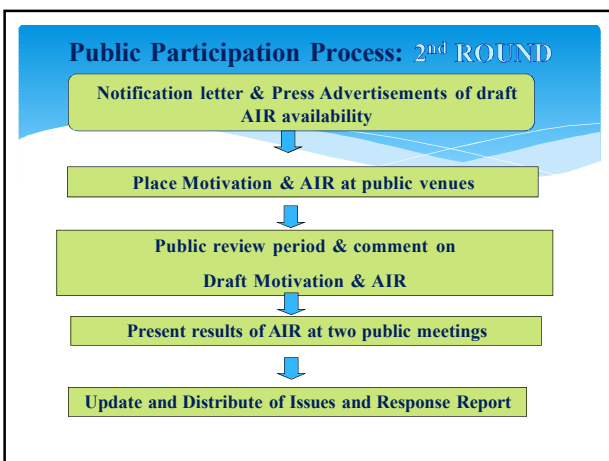 Public Participation Process: 2nd ROUND
Notification letter & Press Advertisements of draft
AIR availability
Place Motivation & AIR at public venues
Public review period & comment on
Draft Motivation & AIR
Present results of AIR at two public meetings
Update and Distribute of Issues and Response Report